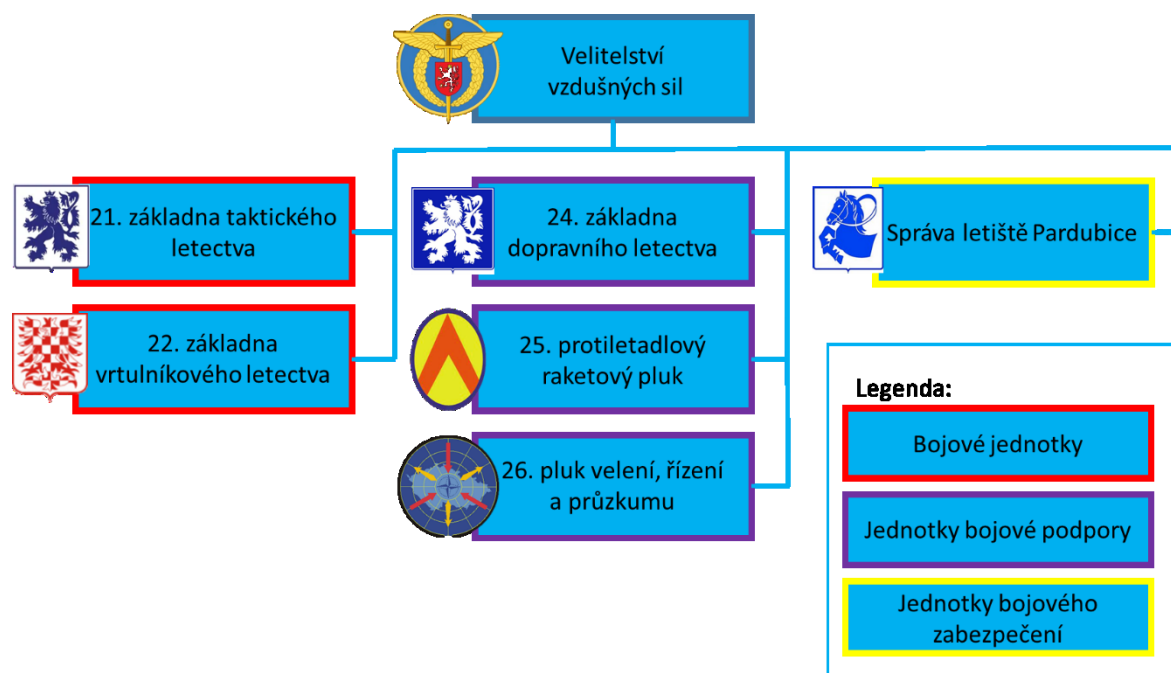 Velitelství
vzdušných sil
21. základna taktického
letectva
24. základna
dopravního letectva
Správa letiště Pardubice
22. základna
vrtulníkového letectva
25. protiletadlový
raketový pluk
26. pluk velení, řízení
a průzkumu
Legenda:
Bojové jednotky
Jednotky bojové podpory
Jednotky bojového
zabezpečení